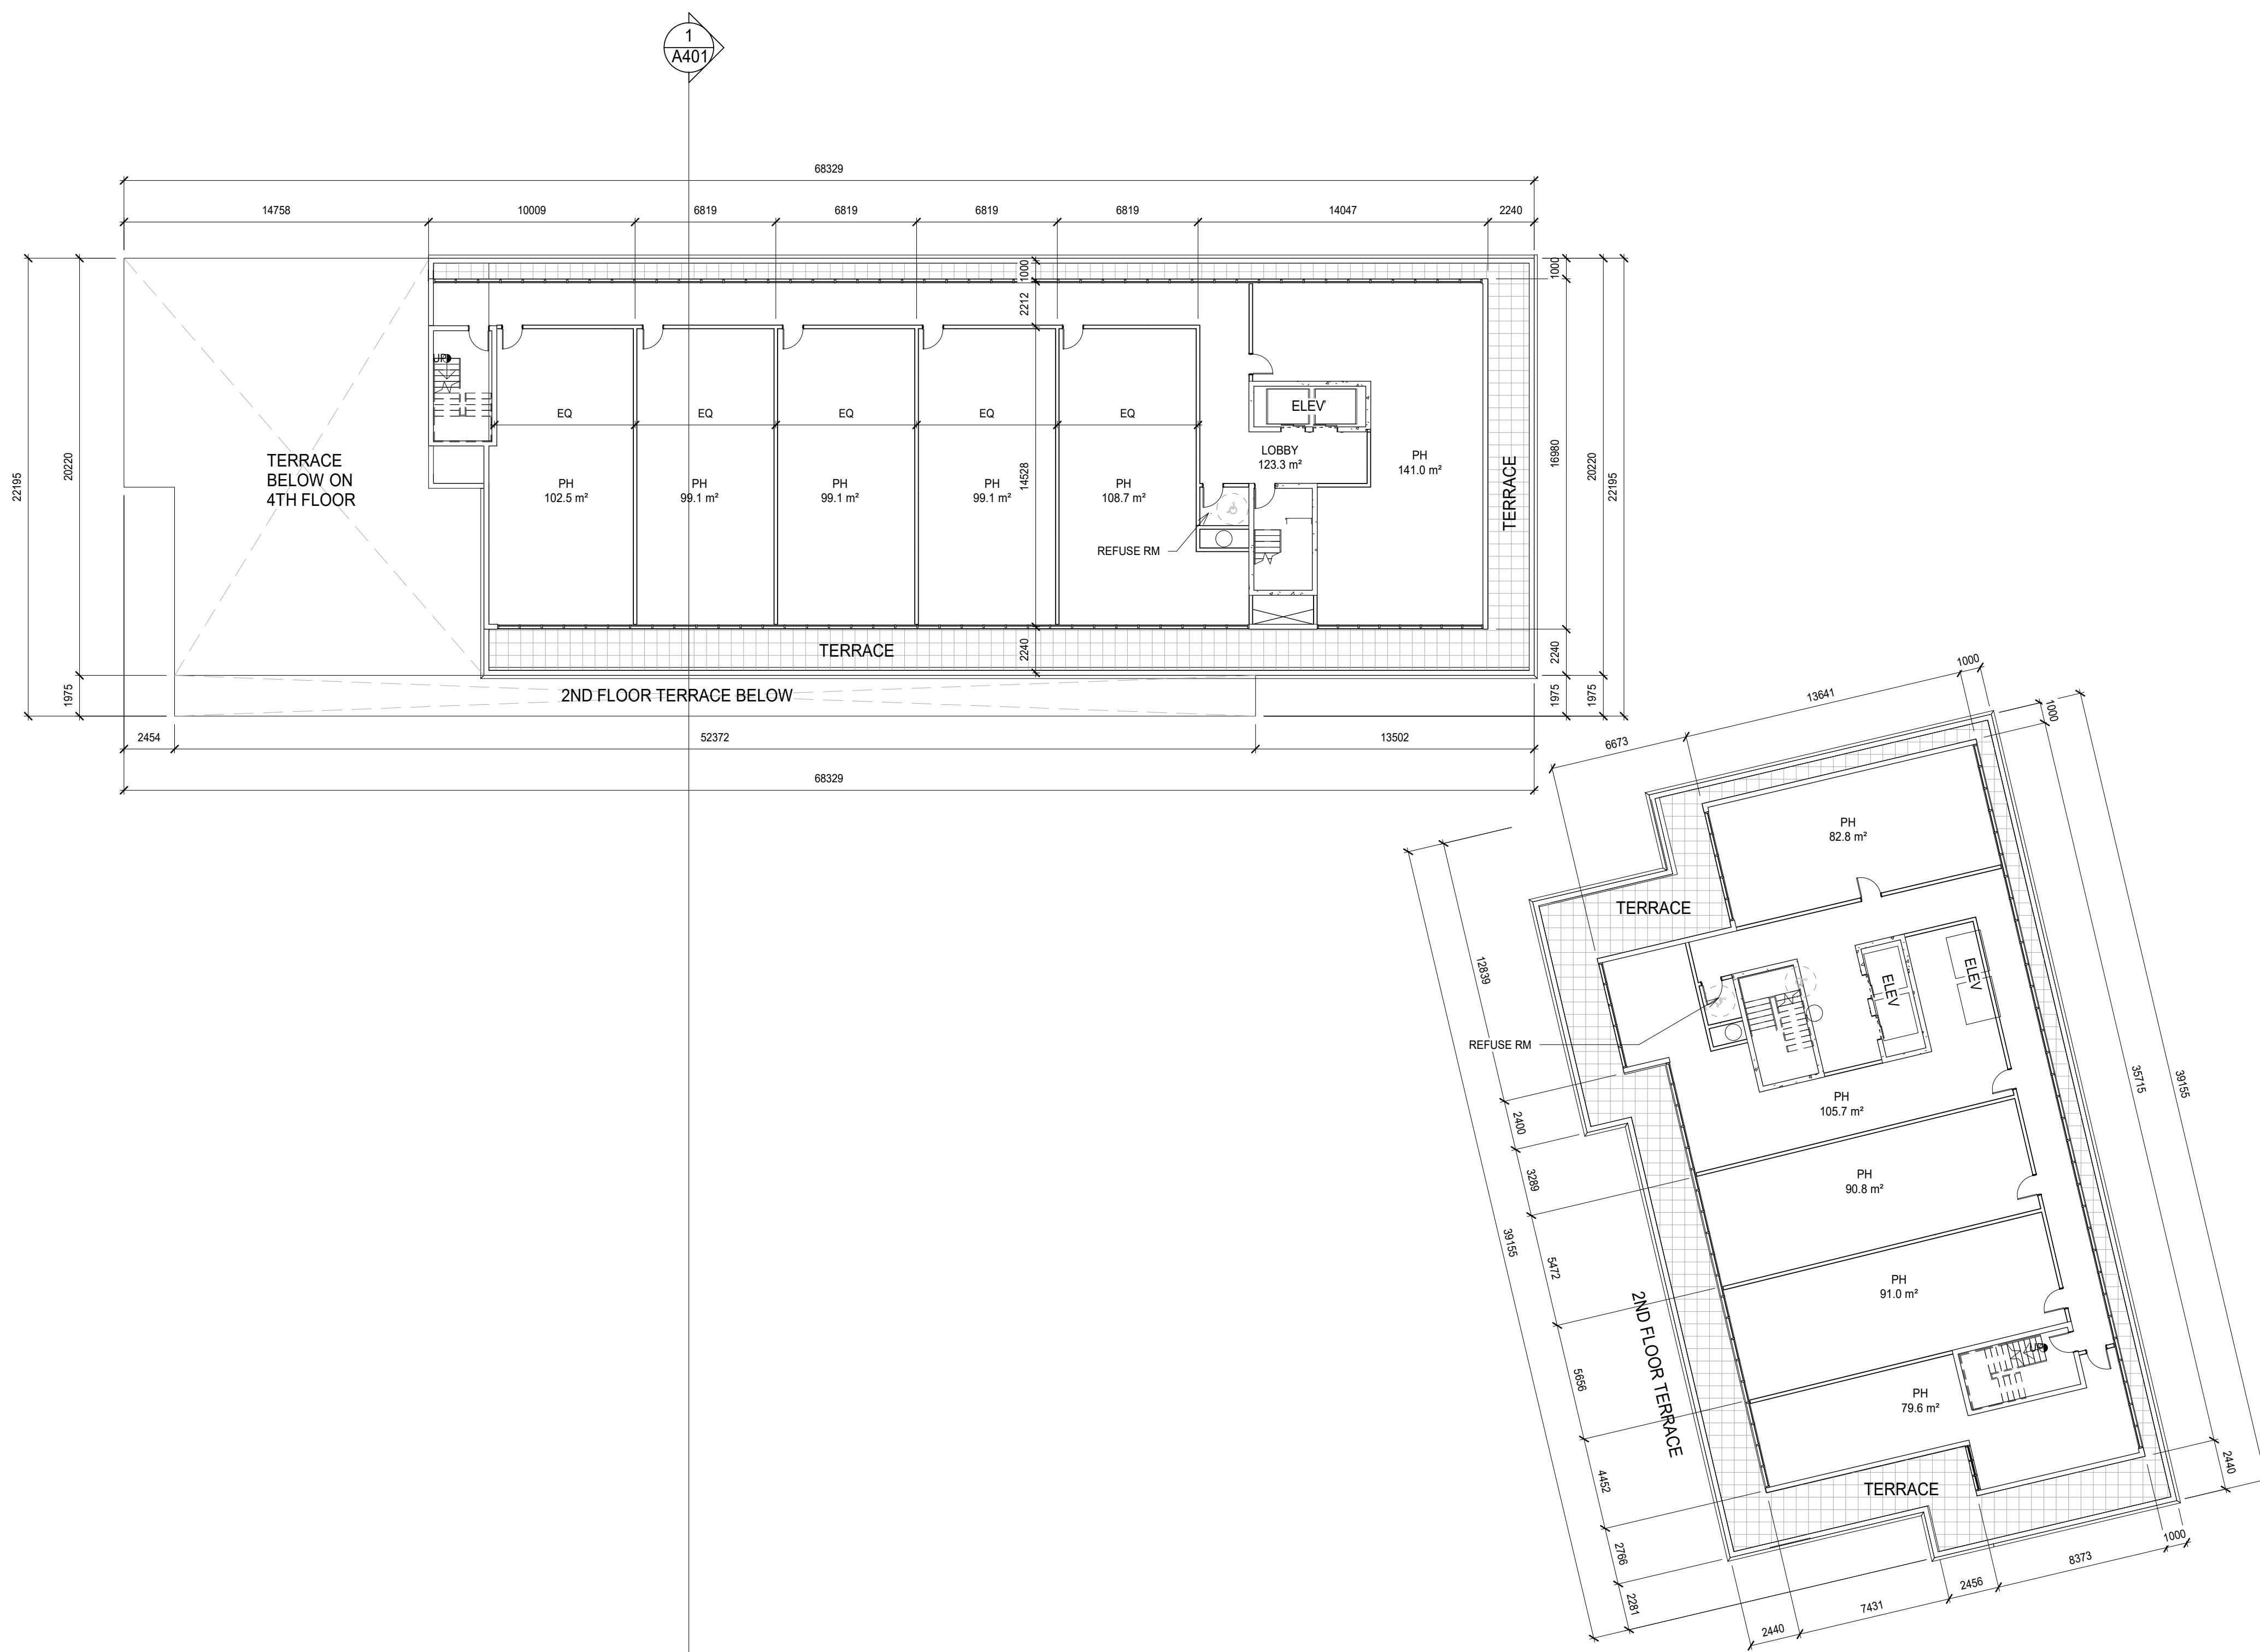 1
A401
68329
14758
10009
6819
6819
6819
6819
14047
2240
22195
20220
1975
1000
2212
14528
2240
1000
16980
2240
1975
20220
1975
22195
UP
EQ
EQ
EQ
EQ
EQ
ELEV
LOBBY
123.3 m²
PH
141.0 m²
TERRACE
BELOW ON
4TH FLOOR
PH
102.5 m²
PH
99.1 m²
PH
99.1 m²
PH
99.1 m²
PH
108.7 m²
REFUSE RM
TERRACE
TERRACE
2ND FLOOR TERRACE BELOW
2454
52372
13502
68329
1000
13641
6673
1000
PH
82.8 m²
TERRACE
ELEV
ELEV
REFUSE RM
12839
2400
3289
39155
5472
5656
4452
2766
2281
35715
39155
2440
PH
105.7 m²
PH
90.8 m²
PH
91.0 m²
UP
PH
79.6 m²
2ND FLOOR TERRACE
TERRACE
1000
8373
2456
7431
2440